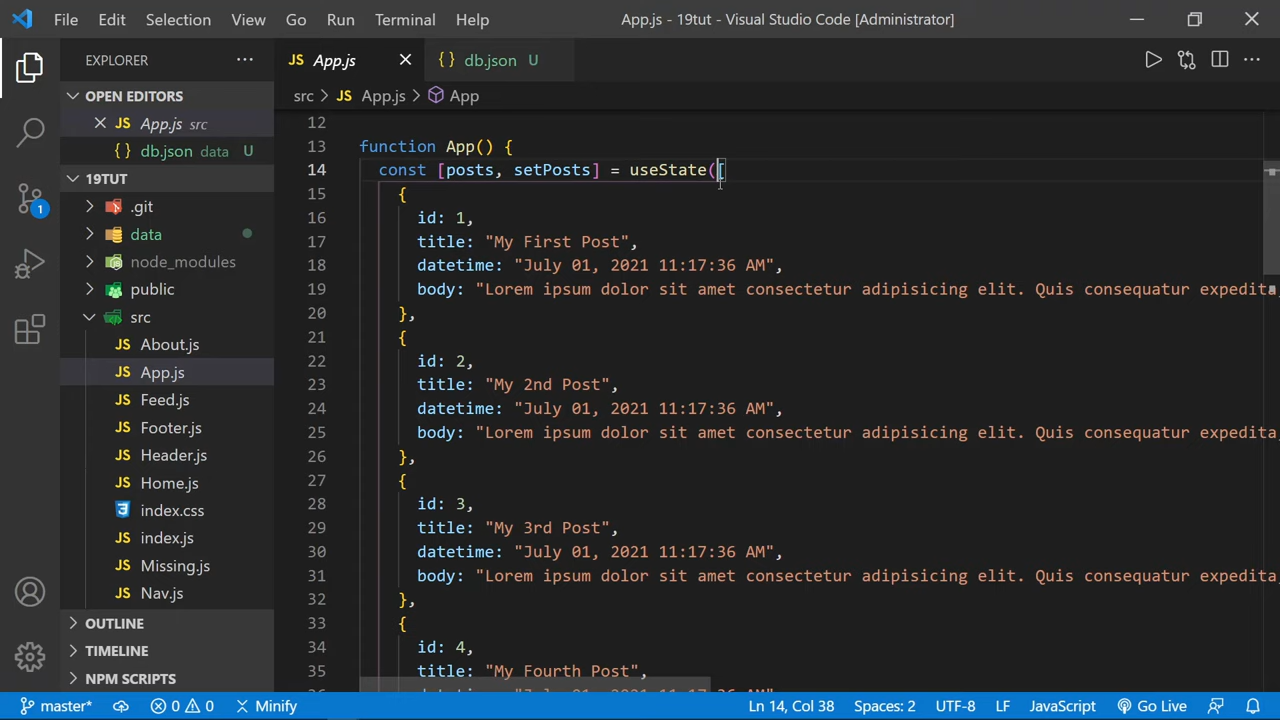 File Edit Selection View Go Run Terminal Help App.js - 19tut - Visual Studio Code [Administrator]
EXPLORER
JS App.js
{} db.json U
src > JS App.js > App
OPEN EDITORS
JS App.js src
{} db.json data U
19TUT
.git
data
node_modules
public
src
JS About.js
JS App.js
JS Feed.js
JS Footer.js
JS Header.js
JS Home.js
index.css
JS index.js
JS Missing.js
JS Nav.js
OUTLINE
TIMELINE
NPM SCRIPTS
1
12
13 function App() {
14 const [posts, setPosts] = useState([
15 {
16 id: 1,
17 title: "My First Post",
18 datetime: "July 01, 2021 11:17:36 AM",
19 body: "Lorem ipsum dolor sit amet consectetur adipisicing elit. Quis consequatur expedita,
20 },
21 {
22 id: 2,
23 title: "My 2nd Post",
24 datetime: "July 01, 2021 11:17:36 AM",
25 body: "Lorem ipsum dolor sit amet consectetur adipisicing elit. Quis consequatur expedita,
26 },
27 {
28 id: 3,
29 title: "My 3rd Post",
30 datetime: "July 01, 2021 11:17:36 AM",
31 body: "Lorem ipsum dolor sit amet consectetur adipisicing elit. Quis consequatur expedita,
32 },
33 {
34 id: 4,
35 title: "My Fourth Post",
master* 0 0 Minify Ln 14, Col 38 Spaces: 2 UTF-8 LF JavaScript Go Live